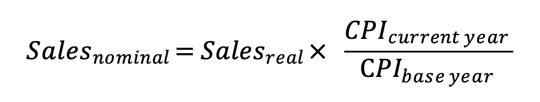 Sales_nominal = Sales_real × CPI_current year / CPI_base year